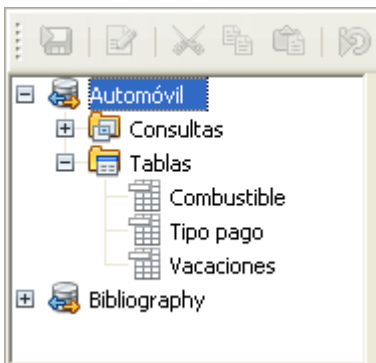 Automóvil
Consultas
Tablas
Combustible
Tipo pago
Vacaciones
Bibliography